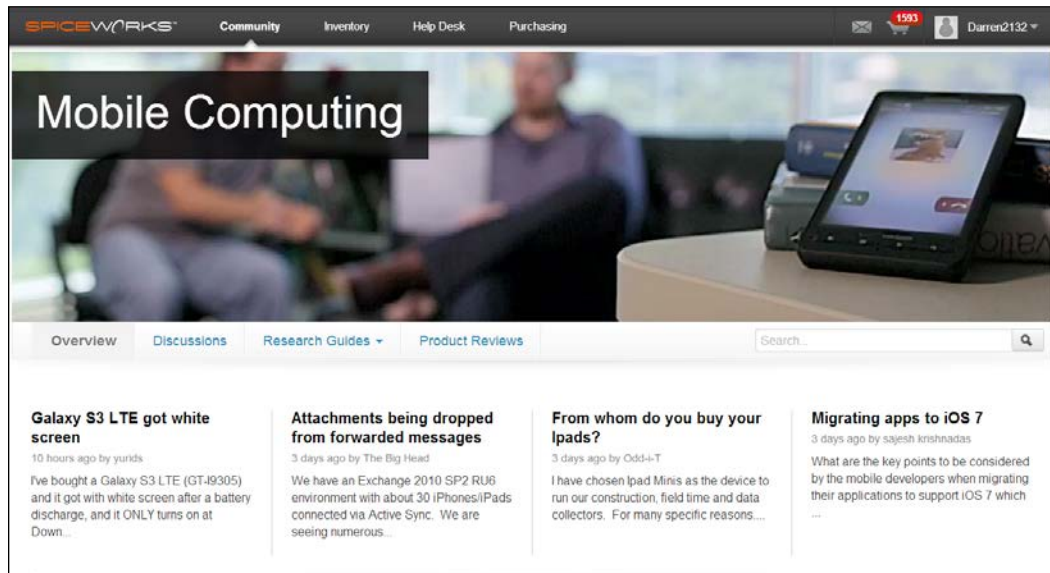 SPICEWORKS
Community
Inventory
Help Desk
Purchasing
1593
Darren2132
Mobile Computing
Overview
Discussions
Research Guides
Product Reviews
Search...
Galaxy S3 LTE got white
screen
10 hours ago by yurids
I've bought a Galaxy S3 LTE (GT-I9305)
and it got with white screen after a battery
discharge, and it ONLY turns on at
Down...
Attachments being dropped
from forwarded messages
3 days ago by The Big Head
We have an Exchange 2010 SP2 RU6
environment with about 30 iPhones/iPads
connected via Active Sync. We are
seeing numerous...
From whom do you buy your
Ipads?
3 days ago by Odd-i-T
I have chosen Ipad Minis as the device to
run our construction, field time and data
collectors. For many specific reasons....
Migrating apps to iOS 7
3 days ago by sajesh krishnadas
What are the key points to be considered
by the mobile developers when migrating
their applications to support iOS 7 which
...